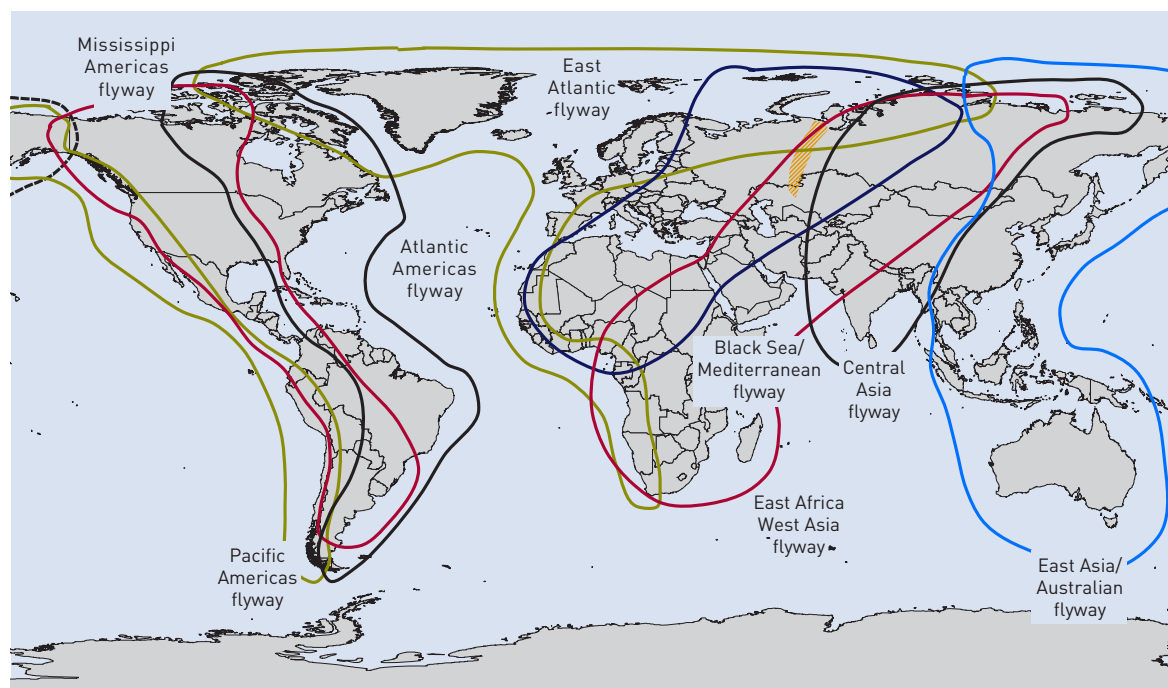 Mississippi
Americas
flyway
East
Atlantic
flyway
Atlantic
Americas
flyway
Black Sea/
Mediterranean
flyway
Central
Asia
flyway
East Africa
West Asia
flyway
Pacific
Americas
flyway
East Asia/
Australian
flyway